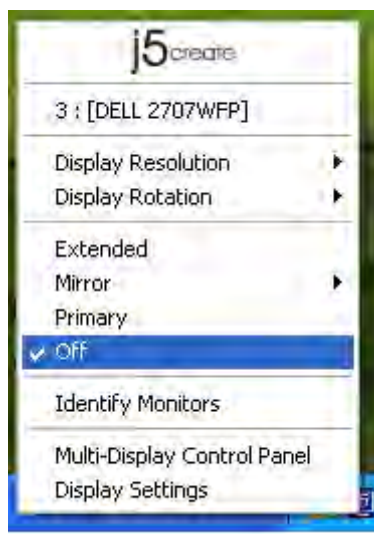 j5create
3 : [DELL 2707WFP]
Display Resolution
Display Rotation
Extended
Mirror
Primary
Off
Identify Monitors
Multi-Display Control Panel
Display Settings